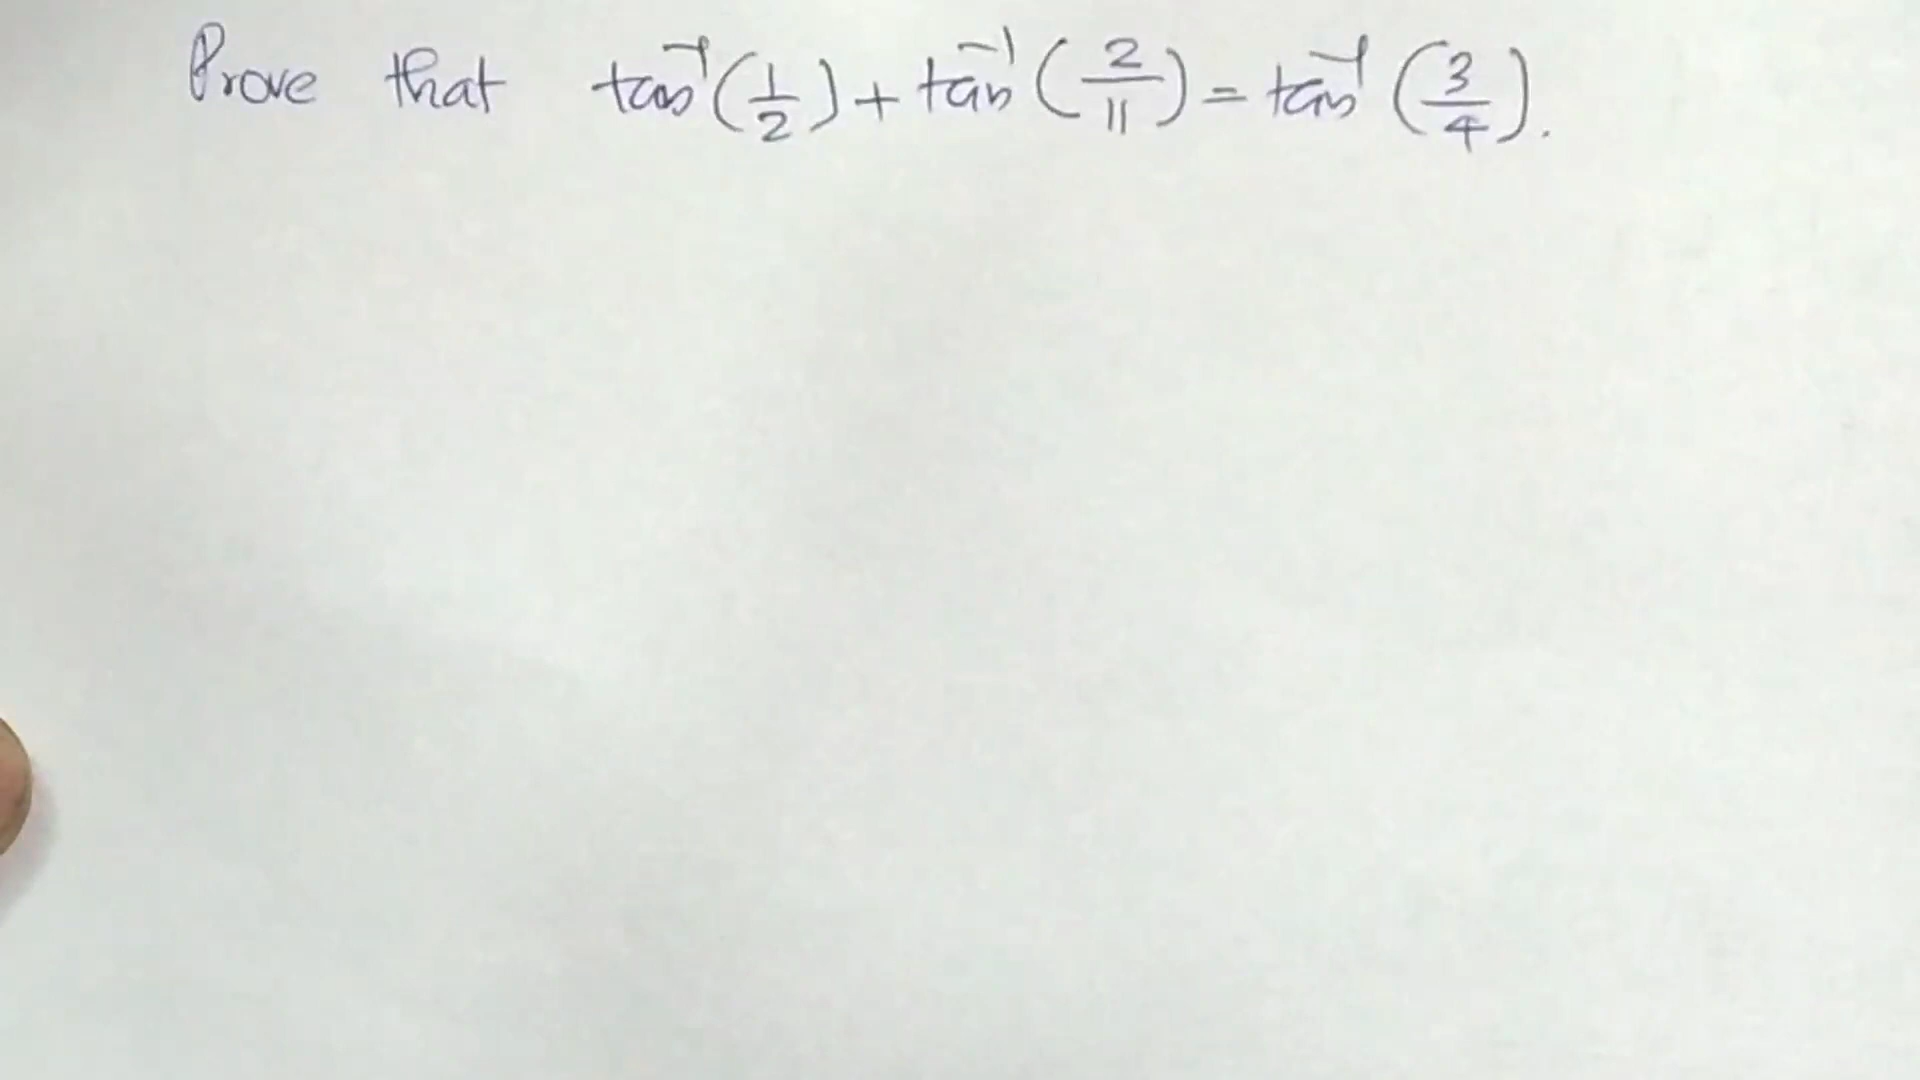 Prove that tan⁻¹(1/2) + tan⁻¹(2/11) = tan⁻¹(3/4).